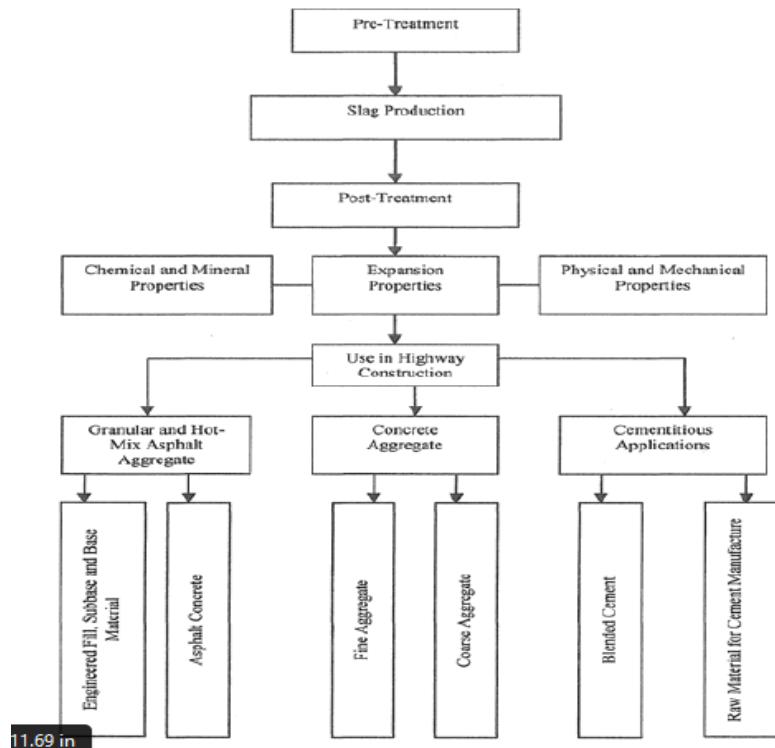 Pre-Treatment
Slag Production
Post-Treatment
Chemical and Mineral
Properties
Expansion
Properties
Physical and Mechanical
Properties
Use in Highway
Construction
Granular and Hot-
Mix Asphalt
Aggregate
Concrete
Aggregate
Cementitious
Applications
Engineered Fill, Subbase and Base
Material
Asphalt Concrete
Fine Aggregate
Coarse Aggregate
Blended Cement
Raw Material for Cement Manufacture
11.69 in